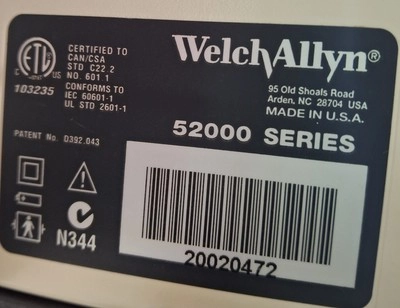 ETL
C US
103235
CERTIFIED TO
CAN/CSA
STD C22.2
NO. 601 1
CONFORMS TO
IEC 60601-1
UL STD 2601-1
PATENT NO. D392.043
WelchAllyn®
95 Old Shoals Road
Arden, NC 28704 USA
MADE IN U.S.A.
52000 SERIES
N344
20020472